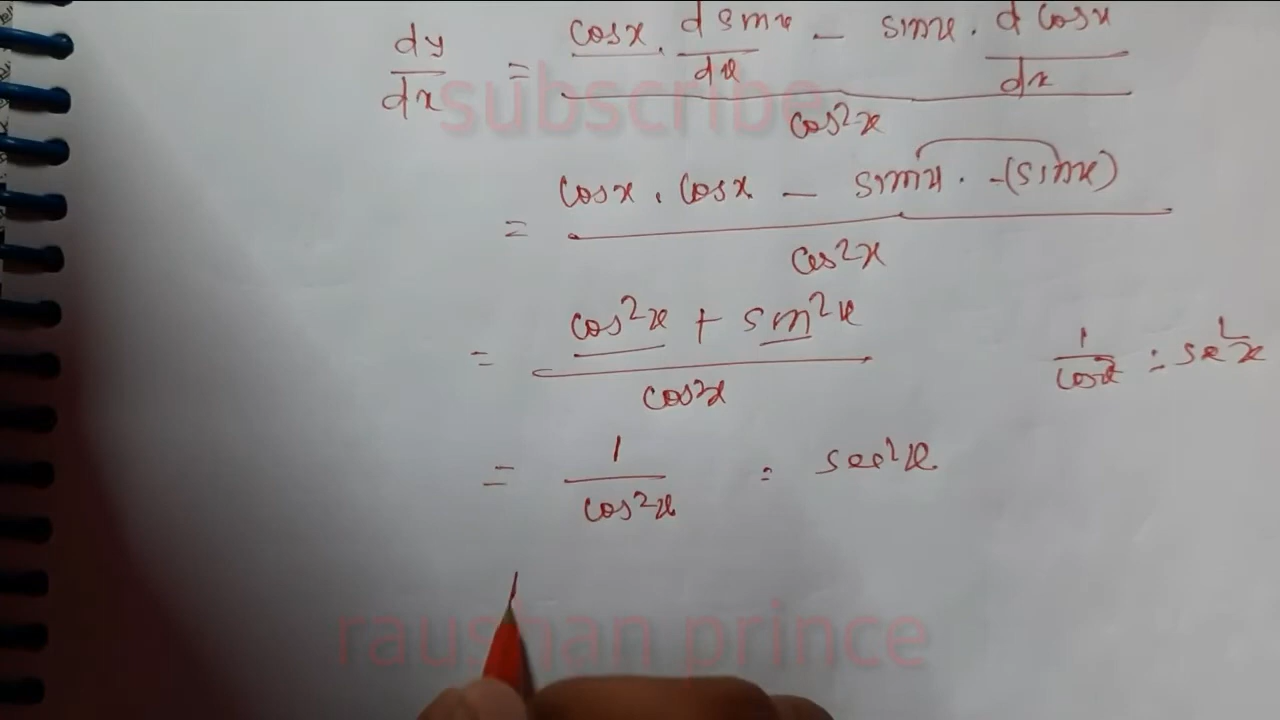 dy/dx = (cosx . d sinx/dx - sinx . d cosx/dx) / cos²x
= (cosx . cosx - sinx . -(sinx)) / cos²x
= (cos²x + sin²x) / cos²x
1/cos²x = sec²x
= 1/cos²x = sec²x
subscribe
raushan prince